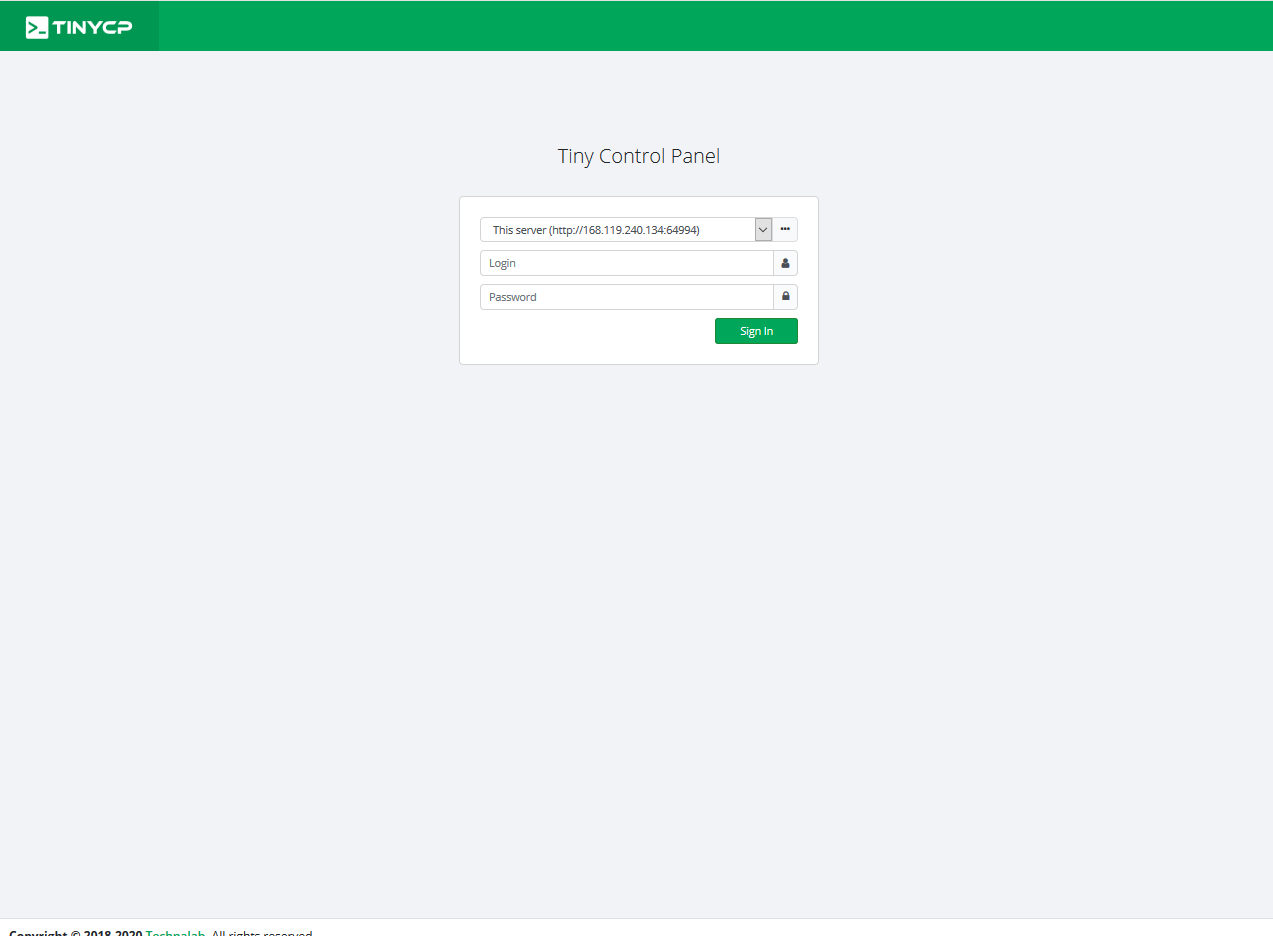 TINYCP
Tiny Control Panel
This server (http://168.119.240.134:64994)
Login
Password
Sign In
Copyright © 2018-2020 Technalab. All rights reserved.